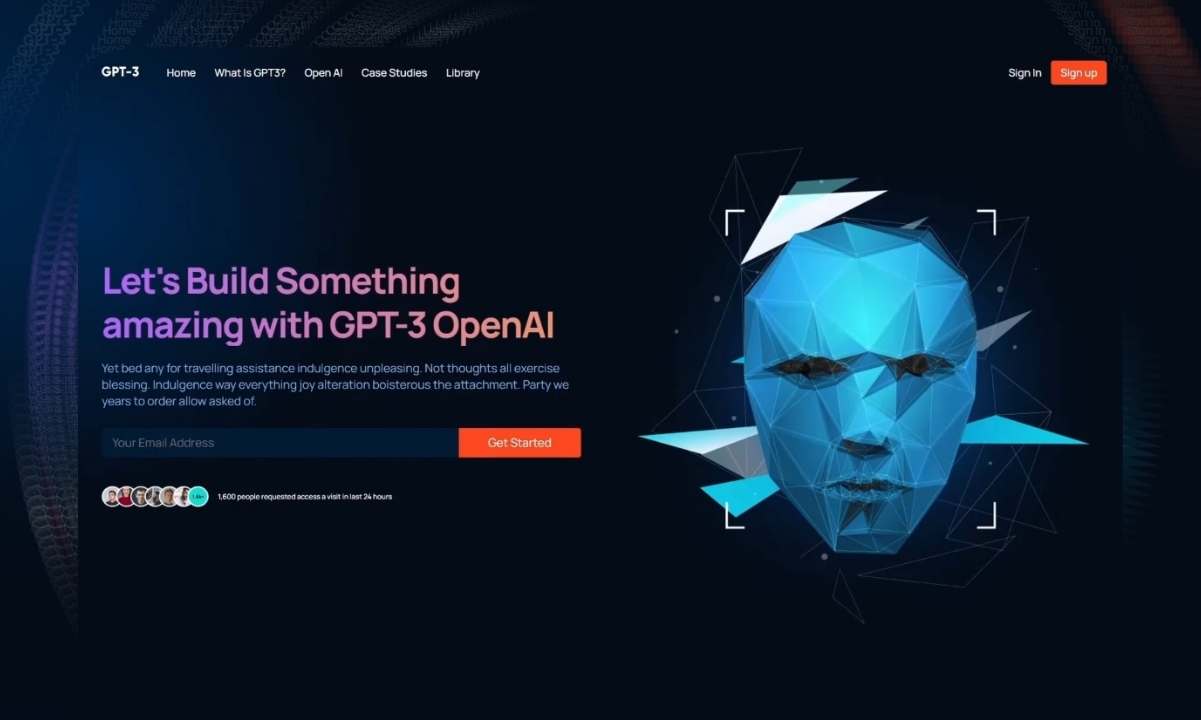 GPT-3
Home
What Is GPT3?
Open AI
Case Studies
Library
Sign In
Sign up
Let's Build Something
amazing with GPT-3 OpenAI
Yet bed any for travelling assistance indulgence unpleasing. Not thoughts all exercise
blessing. Indulgence way everything joy alteration boisterous the attachment. Party we
years to order allow asked of.
Your Email Address
Get Started
1,600 people requested access a visit in last 24 hours